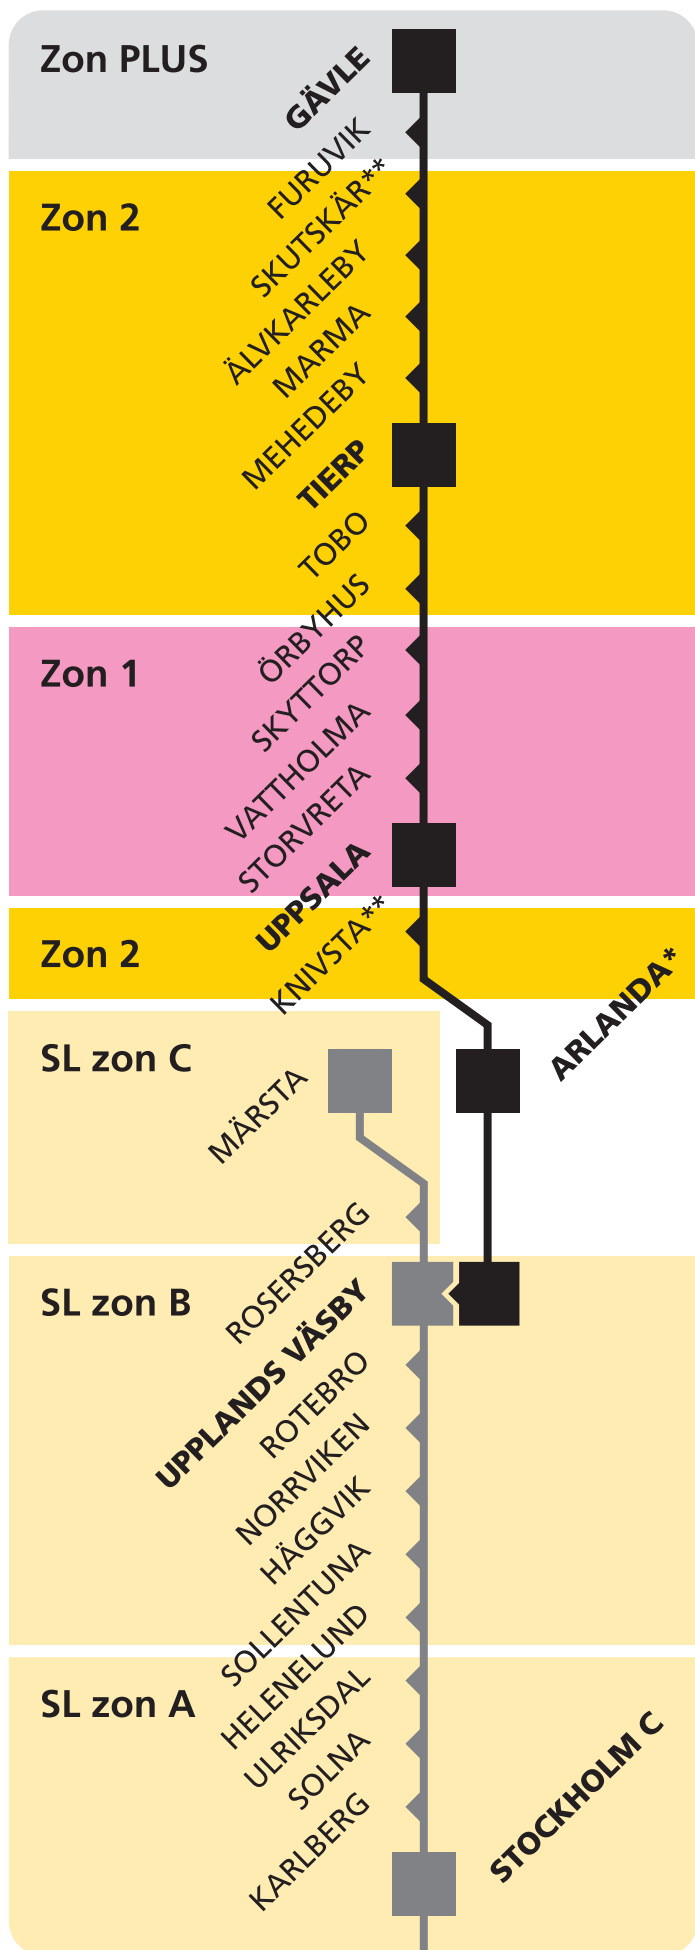 Zon PLUS
GÄVLE
FURUVIK
Zon 2
SKUTSKÄR**
ÄLVKARLEBY
MARMA
MEHEDEBY
TIERP
TOBO
ÖRBYHUS
Zon 1
SKYTTORP
VATTHOLMA
STORVRETA
UPPSALA
Zon 2
KNIVSTA**
ARLANDA*
SL zon C
MÄRSTA
ROSERSBERG
SL zon B
UPPLANDS VÄSBY
ROTEBRO
NORRVIKEN
HÄGGVIK
SOLLENTUNA
HELENELUND
SL zon A
ULRIKSDAL
SOLNA
KARLBERG
STOCKHOLM C